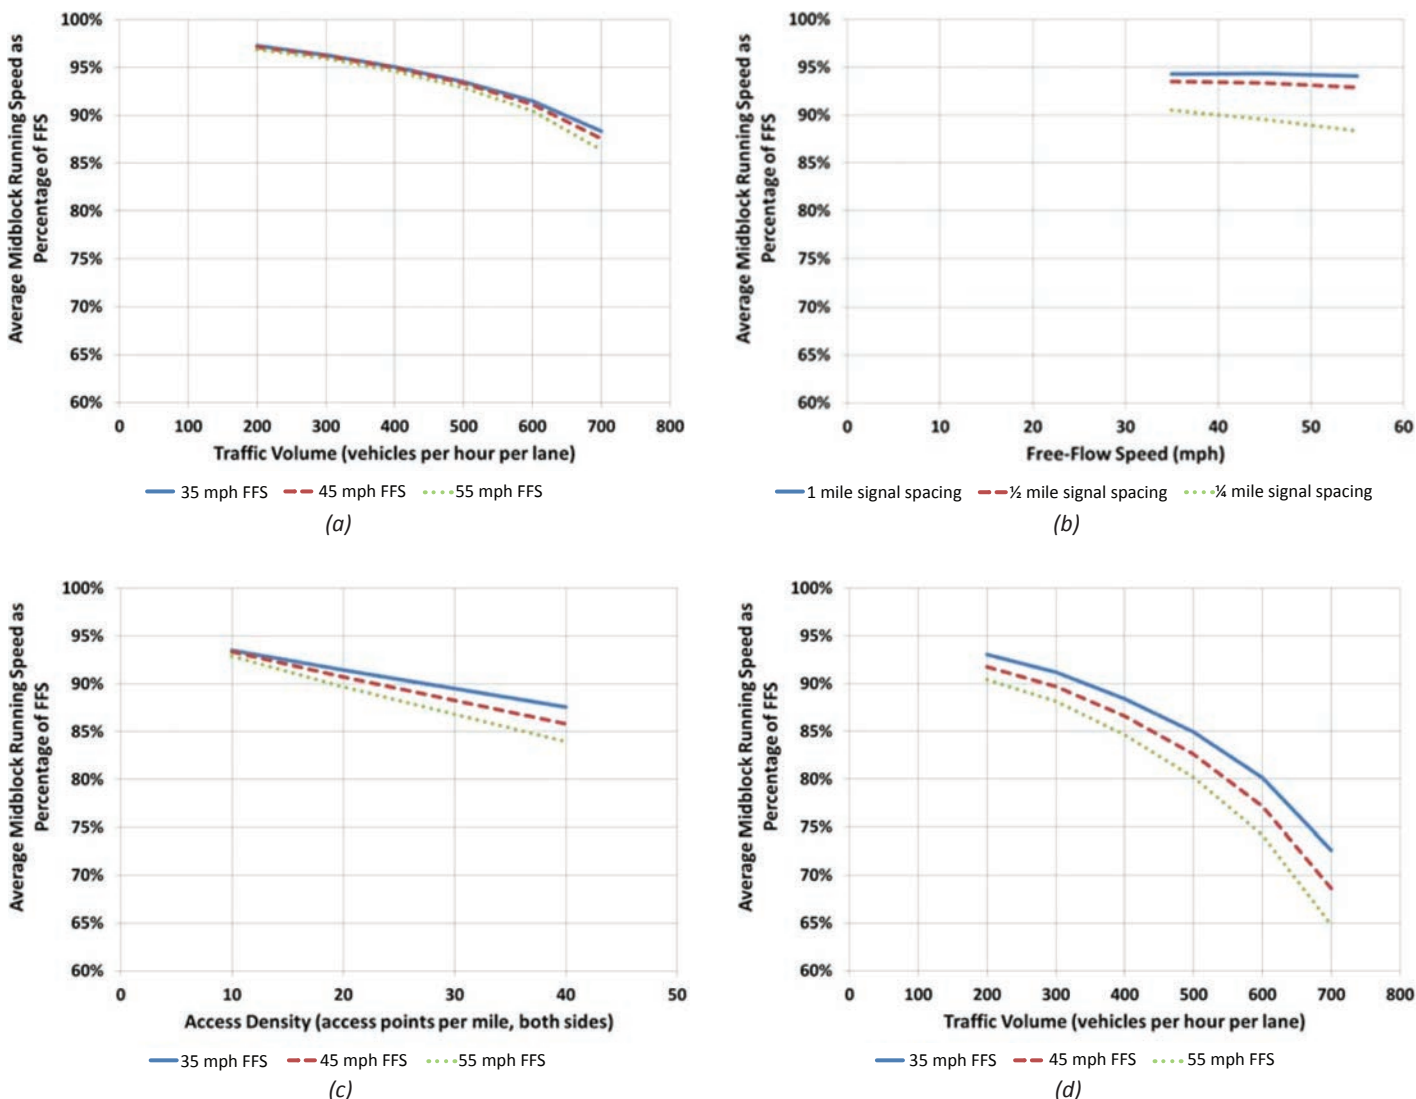 Average Midblock Running Speed as
Percentage of FFS
100%
95%
90%
85%
80%
75%
70%
65%
60%
0 100 200 300 400 500 600 700 800
Traffic Volume (vehicles per hour per lane)
35 mph FFS 45 mph FFS 55 mph FFS
(a)
Average Midblock Running Speed as
Percentage of FFS
100%
95%
90%
85%
80%
75%
70%
65%
60%
0 10 20 30 40 50 60
Free-Flow Speed (mph)
1 mile signal spacing ½ mile signal spacing ¼ mile signal spacing
(b)
Average Midblock Running Speed as
Percentage of FFS
100%
95%
90%
85%
80%
75%
70%
65%
60%
0 10 20 30 40 50
Access Density (access points per mile, both sides)
35 mph FFS 45 mph FFS 55 mph FFS
(c)
Average Midblock Running Speed as
Percentage of FFS
100%
95%
90%
85%
80%
75%
70%
65%
60%
0 100 200 300 400 500 600 700 800
Traffic Volume (vehicles per hour per lane)
35 mph FFS 45 mph FFS 55 mph FFS
(d)